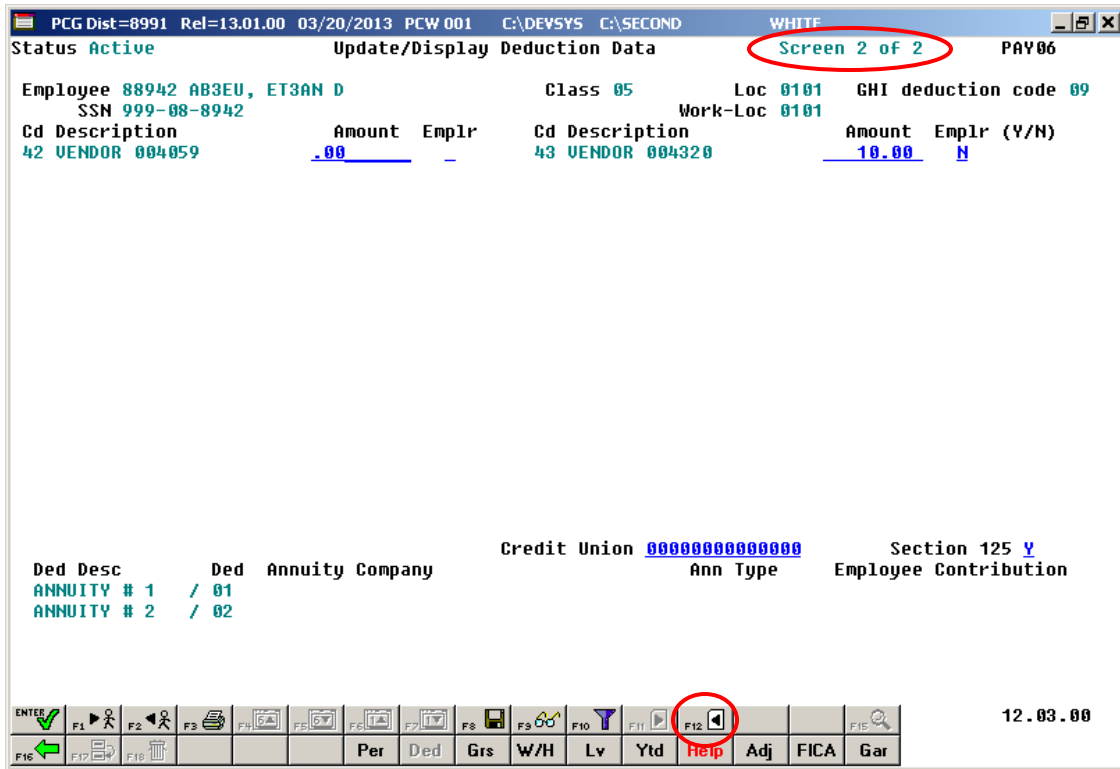 PCG Dist=8991 Rel=13.01.00 03/20/2013 PCW 001 C:\DEVSYS C:\SECOND WHITE
Status Active Update/Display Deduction Data Screen 2 of 2 PAY06
Employee 88942 AB3EU, ET3AN D Class 05 Loc 0101 GHI deduction code 09
SSN 999-08-8942 Work-Loc 0101
Cd Description Amount Emplr Cd Description Amount Emplr (Y/N)
42 VENDOR 004059 .00 43 VENDOR 004320 10.00 N
Credit Union 00000000000000 Section 125 Y
Ded Desc Ded Annuity Company Ann Type Employee Contribution
ANNUITY # 1 / 01
ANNUITY # 2 / 02
ENTER F1 F2 F3 F4 F5 F6 F7 F8 F9 F10 F11 F12 F15 12.03.00
F16 F17 F18 Per Ded Grs W/H Lv Ytd Help Adj FICA Gar